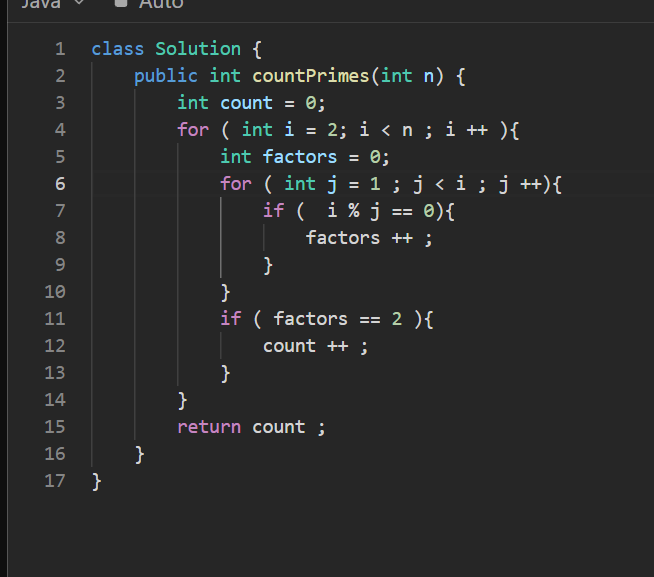 Java Auto
1 class Solution {
2 public int countPrimes(int n) {
3 int count = 0;
4 for ( int i = 2; i < n ; i ++ ){
5 int factors = 0;
6 for ( int j = 1 ; j < i ; j ++){
7 if (  i % j == 0){
8 factors ++ ;
9 }
10 }
11 if ( factors == 2 ){
12 count ++ ;
13 }
14 }
15 return count ;
16 }
17 }